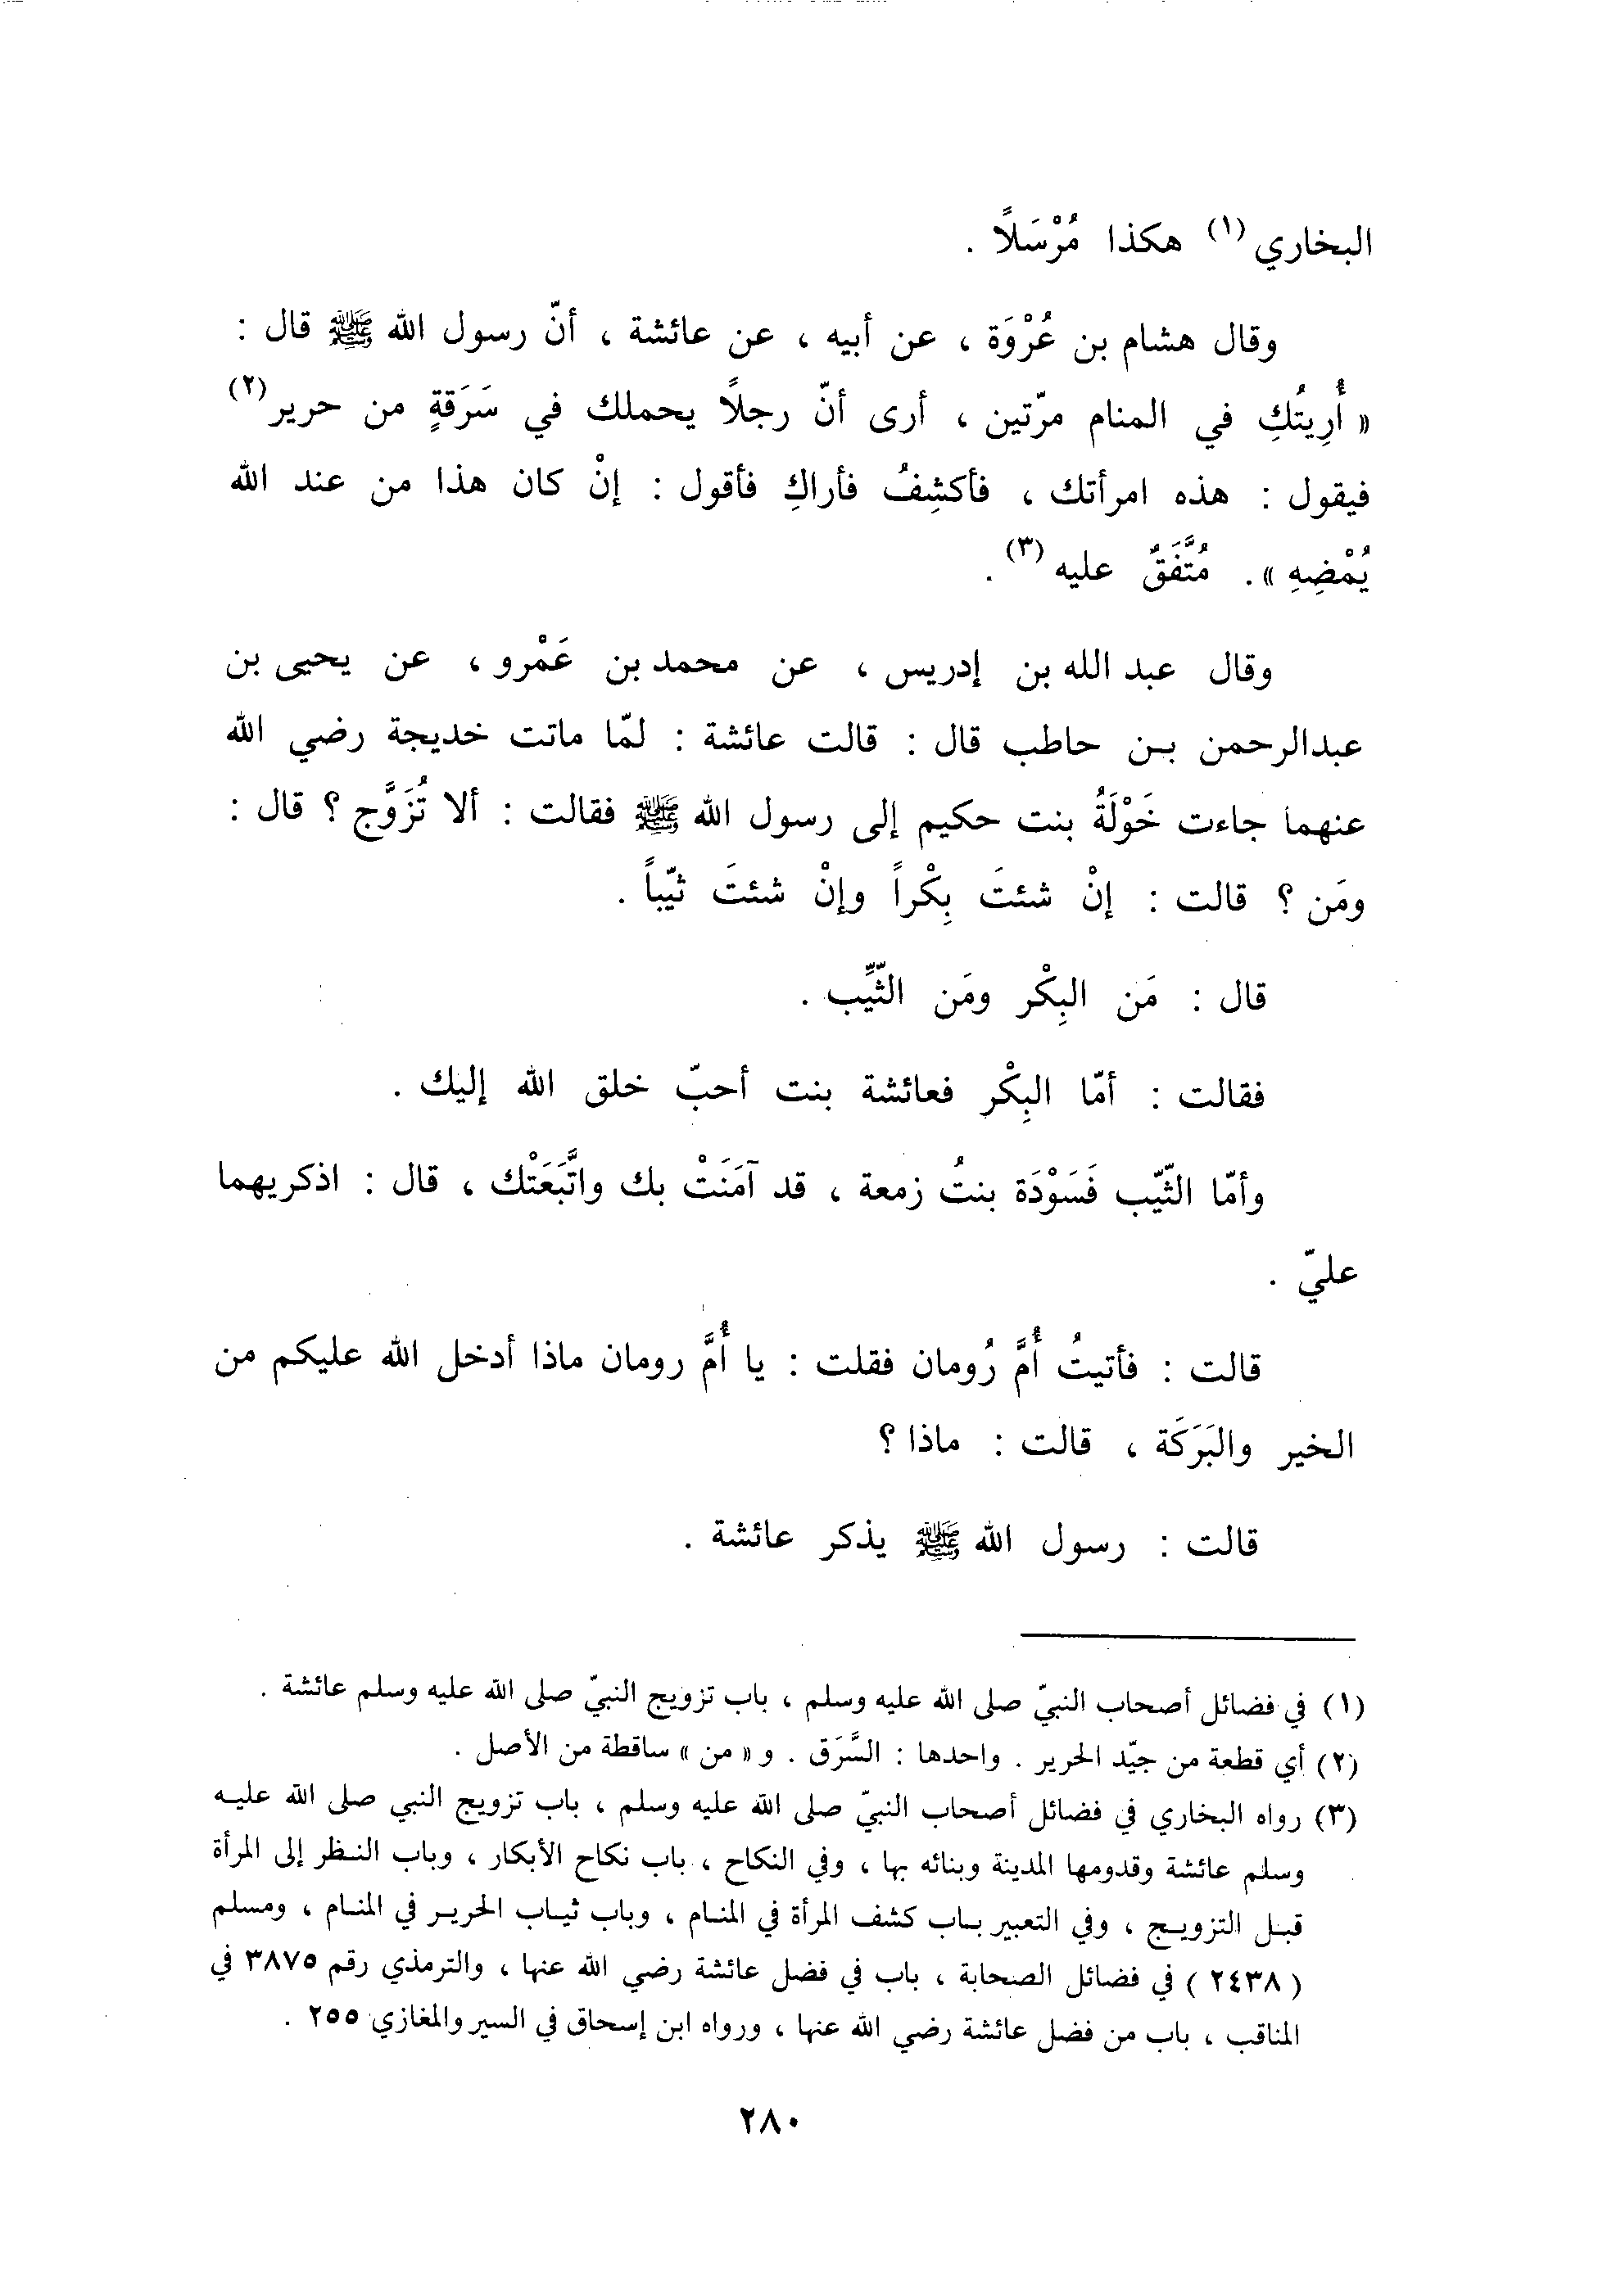 البخاري (١) هكذا مُرْسَلاً .
وقال هشام بن عُرْوَة ، عن أبيه ، عن عائشة ، أنّ رسول الله ﷺ قال :
« أُرِيتُكِ في المنام مرّتين ، أرى أنّ رجلاً يحملك في سَرَقةٍ من حرير (٢)
فيقول : هذه امرأتك ، فأكشِفُ فأراكِ فأقول : إنْ كان هذا من عند الله
يُمْضِهِ » . مُتَّفَقٌ عليه (٣) .
وقال عبد الله بن إدريس ، عن محمد بن عَمْرو ، عن يحيى بن
عبدالرحمن بـن حاطب قال : قالت عائشة : لمّا ماتت خديجة رضي الله
عنهما جاءت خَوْلَةُ بنت حكيم إلى رسول الله ﷺ فقالت : ألا تُزَوَّج ؟ قال :
ومَن ؟ قالت : إنْ شئتَ بِكْراً وإنْ شئتَ ثيّباً .
قال : مَن البِكْر ومَن الثّيِّب .
فقالت : أمّا البِكْر فعائشة بنت أحبّ خلق الله إليك .
وأمّا الثّيّب فَسَوْدَة بنتُ زمعة ، قد آمَنَتْ بك واتَّبَعَتْك ، قال : اذكريهما
عليّ .
قالت : فأتيتُ أُمَّ رُومان فقلت : يا أُمَّ رومان ماذا أدخل الله عليكم من
الخير والبَرَكَة ، قالت : ماذا ؟
قالت : رسول الله ﷺ يذكر عائشة .
(١) في فضائل أصحاب النبيّ صلى الله عليه وسلم ، باب تزويج النبيّ صلى الله عليه وسلم عائشة .
(٢) أي قطعة من جيّد الحرير . واحدها : السَّرَق . و « من » ساقطة من الأصل .
(٣) رواه البخاري في فضائل أصحاب النبيّ صلى الله عليه وسلم ، باب تزويج النبي صلى الله عليـه
وسلم عائشة وقدومها المدينة وبنائه بها ، وفي النكاح ، باب نكاح الأبكار ، وباب النـظر إلى المرأة
قبـل التزويـج ، وفي التعبير بـاب كشف المرأة في المنـام ، وباب ثيـاب الحريـر في المنـام ، ومسلم
( ٢٤٣٨ ) في فضائل الصحابة ، باب في فضل عائشة رضي الله عنها ، والترمذي رقم ٣٨٧٥ في
المناقب ، باب من فضل عائشة رضي الله عنها ، ورواه ابن إسحاق في السير والمغازي ٢٥٥ .
٢٨٠